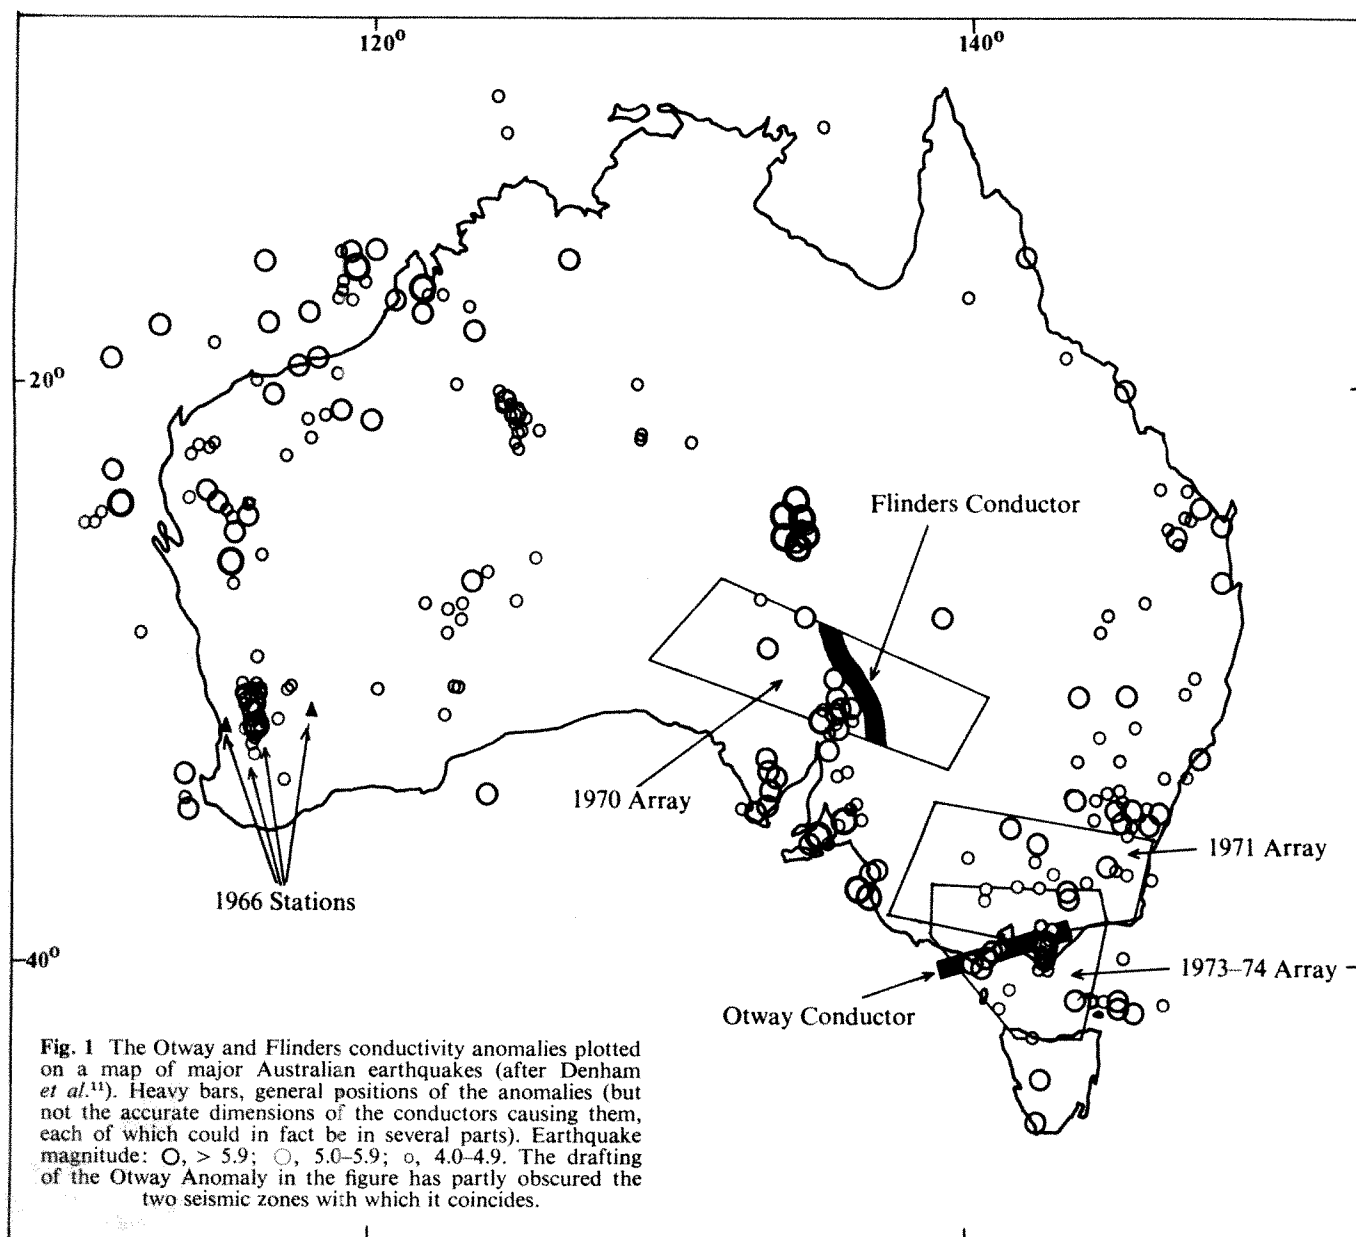 120°
140°
20°
Flinders Conductor
1970 Array
1971 Array
1966 Stations
40°
1973–74 Array
Otway Conductor
Fig. 1 The Otway and Flinders conductivity anomalies plotted
on a map of major Australian earthquakes (after Denham
et al.¹¹). Heavy bars, general positions of the anomalies (but
not the accurate dimensions of the conductors causing them,
each of which could in fact be in several parts). Earthquake
magnitude: O, > 5.9; O, 5.0–5.9; o, 4.0–4.9. The drafting
of the Otway Anomaly in the figure has partly obscured the
two seismic zones with which it coincides.